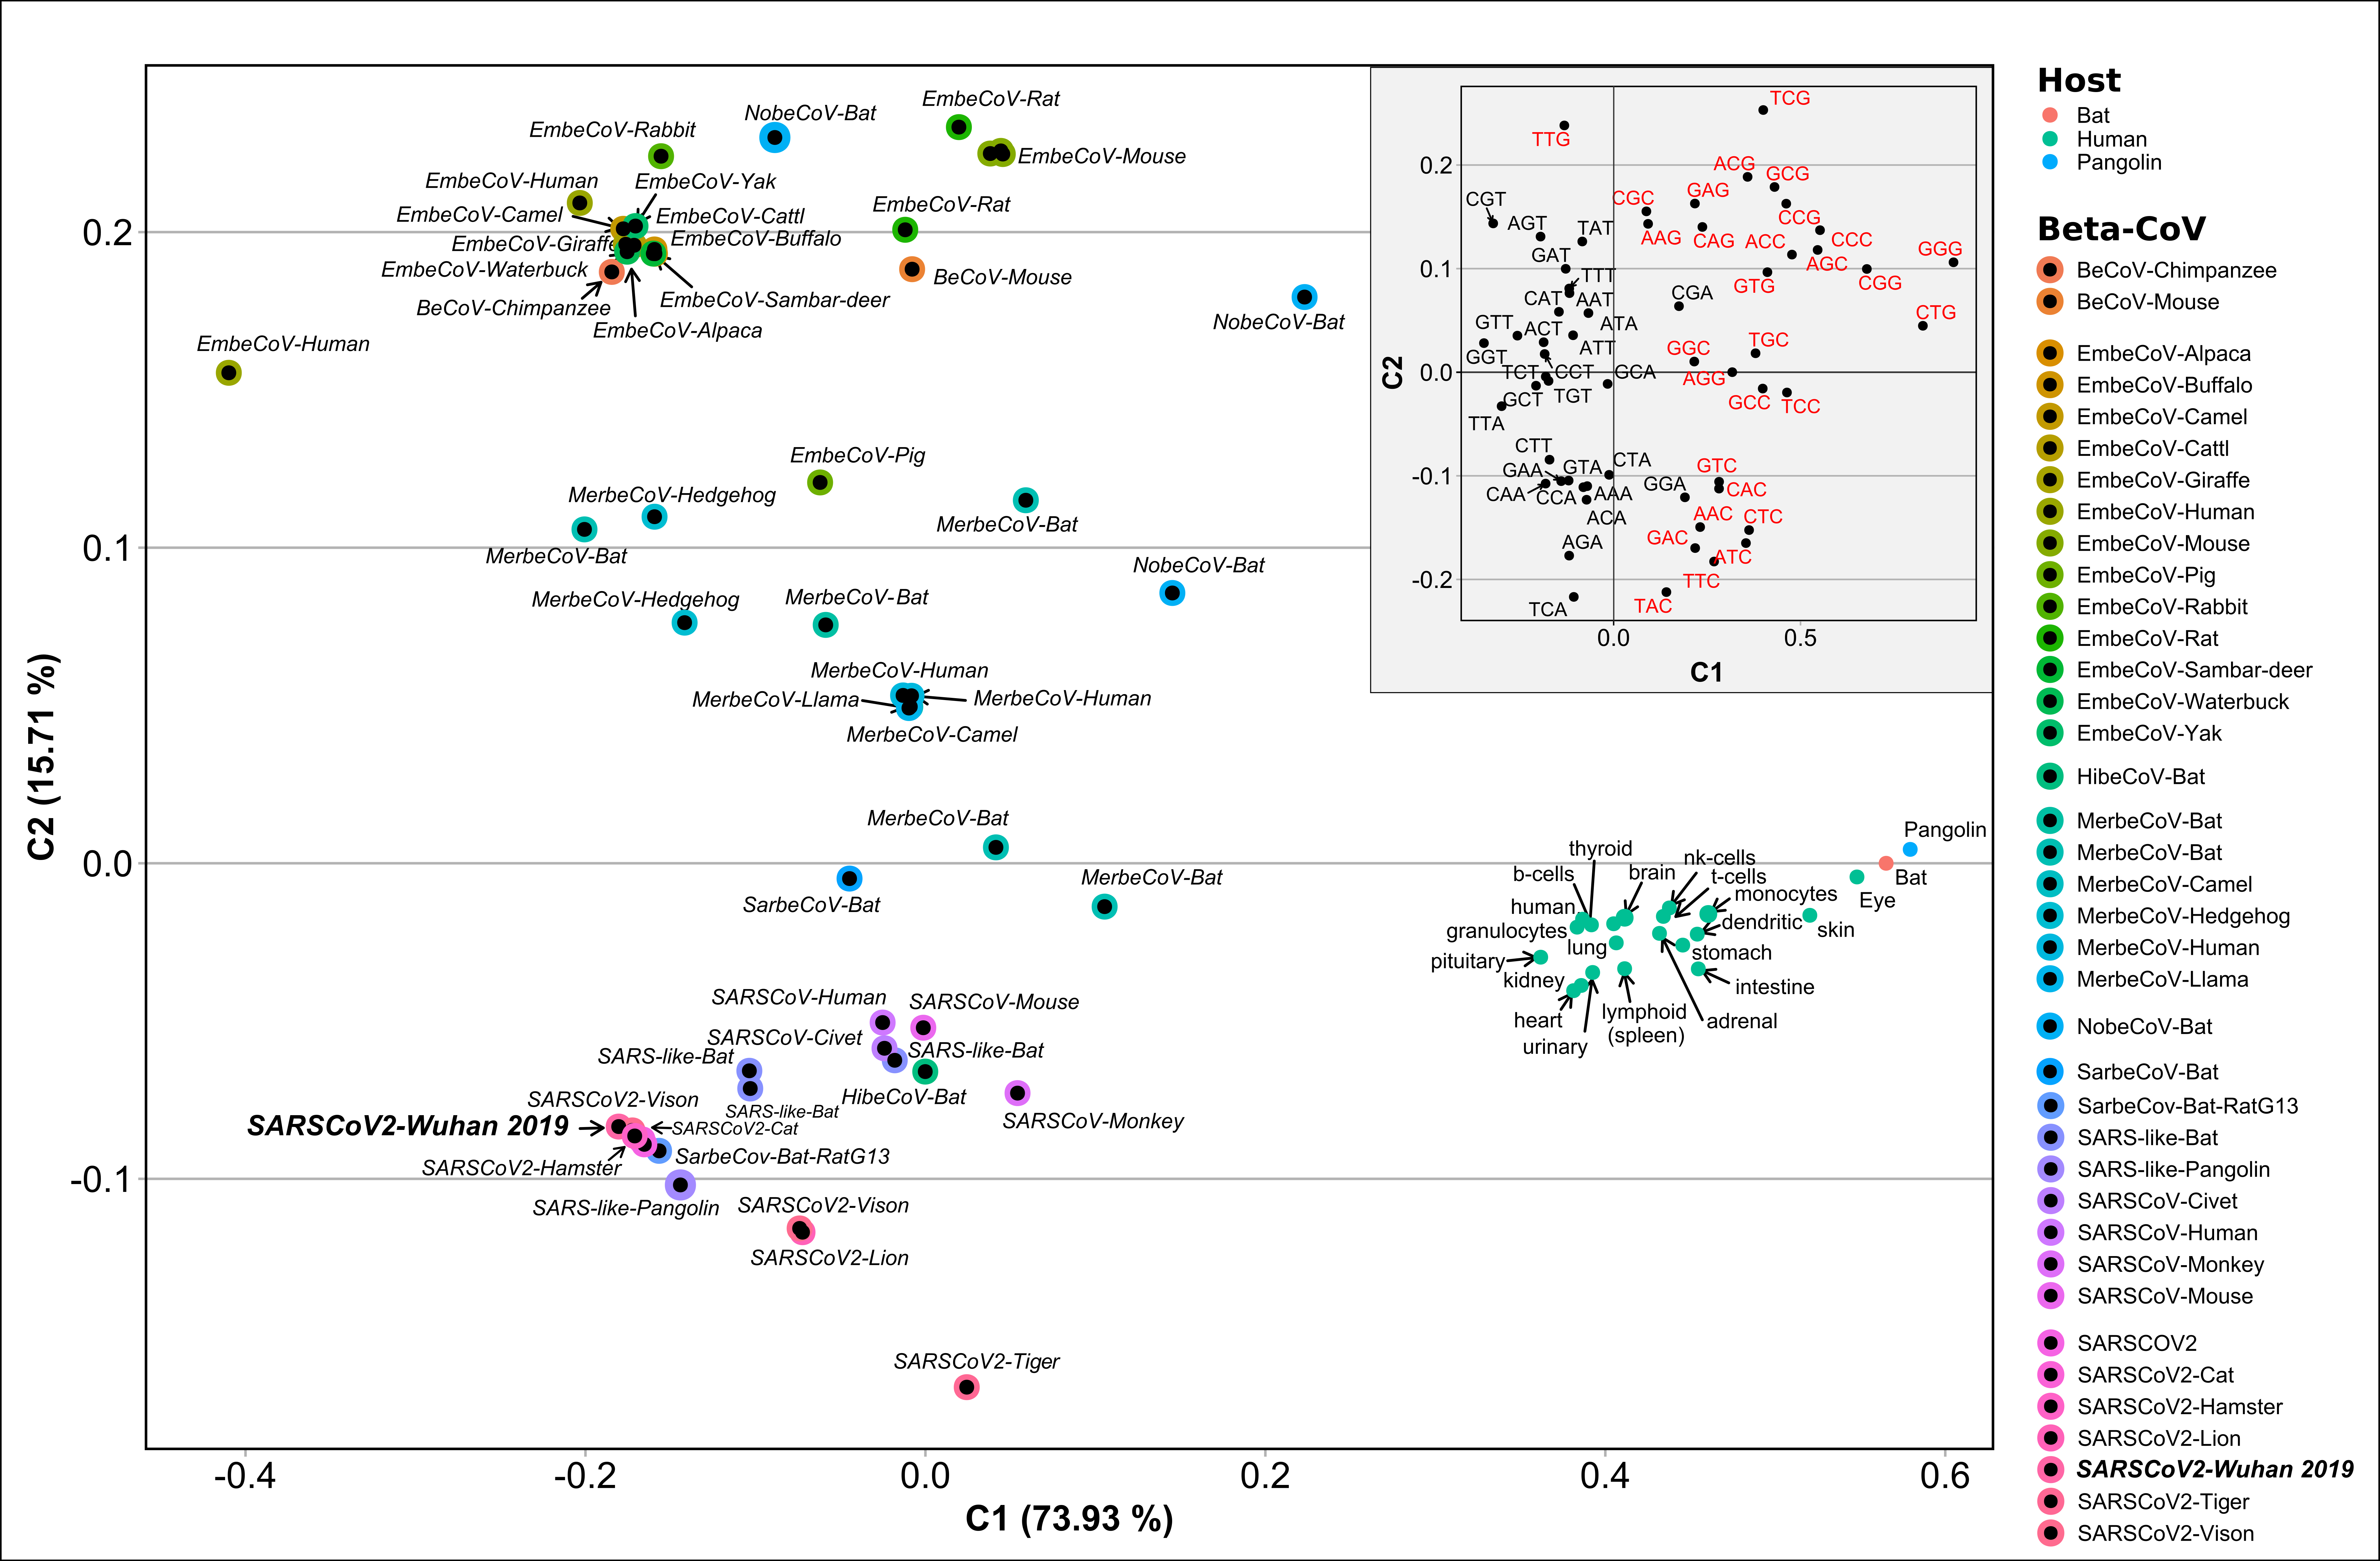 Host
Bat
Human
Pangolin
Beta-CoV
BeCoV-Chimpanzee
BeCoV-Mouse
EmbeCoV-Alpaca
EmbeCoV-Buffalo
EmbeCoV-Camel
EmbeCoV-Cattl
EmbeCoV-Giraffe
EmbeCoV-Human
EmbeCoV-Mouse
EmbeCoV-Pig
EmbeCoV-Rabbit
EmbeCoV-Rat
EmbeCoV-Sambar-deer
EmbeCoV-Waterbuck
EmbeCoV-Yak
HibeCoV-Bat
MerbeCoV-Bat
MerbeCoV-Bat
MerbeCoV-Camel
MerbeCoV-Hedgehog
MerbeCoV-Human
MerbeCoV-Llama
NobeCoV-Bat
SarbeCoV-Bat
SarbeCov-Bat-RatG13
SARS-like-Bat
SARS-like-Pangolin
SARSCoV-Civet
SARSCoV-Human
SARSCoV-Monkey
SARSCoV-Mouse
SARSCOV2
SARSCoV2-Cat
SARSCoV2-Hamster
SARSCoV2-Lion
SARSCoV2-Wuhan 2019
SARSCoV2-Tiger
SARSCoV2-Vison
C2 (15.71 %)
0.2
0.1
0.0
-0.1
-0.4
-0.2
0.0
0.2
0.4
0.6
C1 (73.93 %)
EmbeCoV-Rat
NobeCoV-Bat
EmbeCoV-Rabbit
EmbeCoV-Mouse
EmbeCoV-Human
EmbeCoV-Yak
EmbeCoV-Rat
EmbeCoV-Camel
EmbeCoV-Cattl
EmbeCoV-Buffalo
EmbeCoV-Giraffe
EmbeCoV-Waterbuck
BeCoV-Mouse
EmbeCoV-Sambar-deer
BeCoV-Chimpanzee
EmbeCoV-Alpaca
NobeCoV-Bat
EmbeCoV-Human
EmbeCoV-Pig
MerbeCoV-Hedgehog
MerbeCoV-Bat
MerbeCoV-Bat
NobeCoV-Bat
MerbeCoV-Hedgehog
MerbeCoV-Bat
MerbeCoV-Human
MerbeCoV-Llama
MerbeCoV-Human
MerbeCoV-Camel
MerbeCoV-Bat
MerbeCoV-Bat
SarbeCoV-Bat
SARSCoV-Human
SARSCoV-Mouse
SARSCoV-Civet
SARS-like-Bat
SARS-like-Bat
HibeCoV-Bat
SARSCoV2-Vison
SARS-like-Bat
SARSCoV-Monkey
SARSCoV2-Wuhan 2019
SARSCoV2-Cat
SARSCoV2-Hamster
SarbeCov-Bat-RatG13
SARS-like-Pangolin
SARSCoV2-Vison
SARSCoV2-Lion
SARSCoV2-Tiger
Pangolin
Bat
Eye
thyroid
nk-cells
b-cells
brain
t-cells
monocytes
human
dendritic
skin
granulocytes
lung
stomach
pituitary
kidney
intestine
heart
lymphoid
(spleen)
adrenal
urinary
C2
0.2
0.1
0.0
-0.1
-0.2
0.0
0.5
C1
TCG
TTG
ACG
GCG
CGT
CGC
GAG
CCG
AGT
TAT
AAG
CAG
ACC
CCC
GGG
GAT
AGC
TTT
GTG
CGG
CAT
AAT
CGA
CTG
GTT
ACT
ATA
GGT
ATT
GGC
TGC
TCT
CCT
GCA
AGG
GCT
TGT
GCC
TCC
TTA
CTT
CTA
GTC
GAA
GTA
GGA
CAC
CAA
CCA
AAA
ACA
AAC
CTC
AGA
GAC
ATC
TTC
TCA
TAC